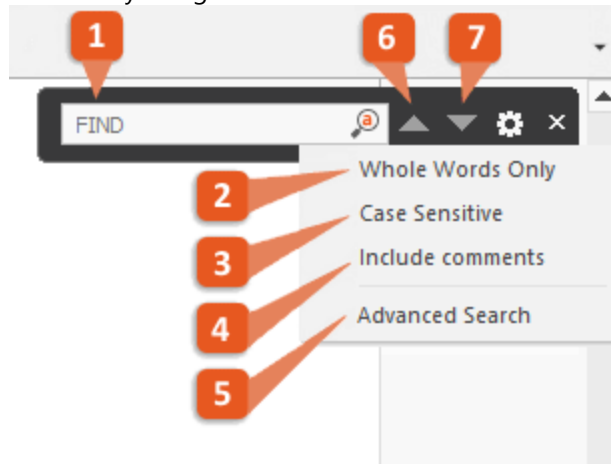 1 6 7
FIND a
Whole Words Only
2
Case Sensitive
3
Include comments
4
Advanced Search
5